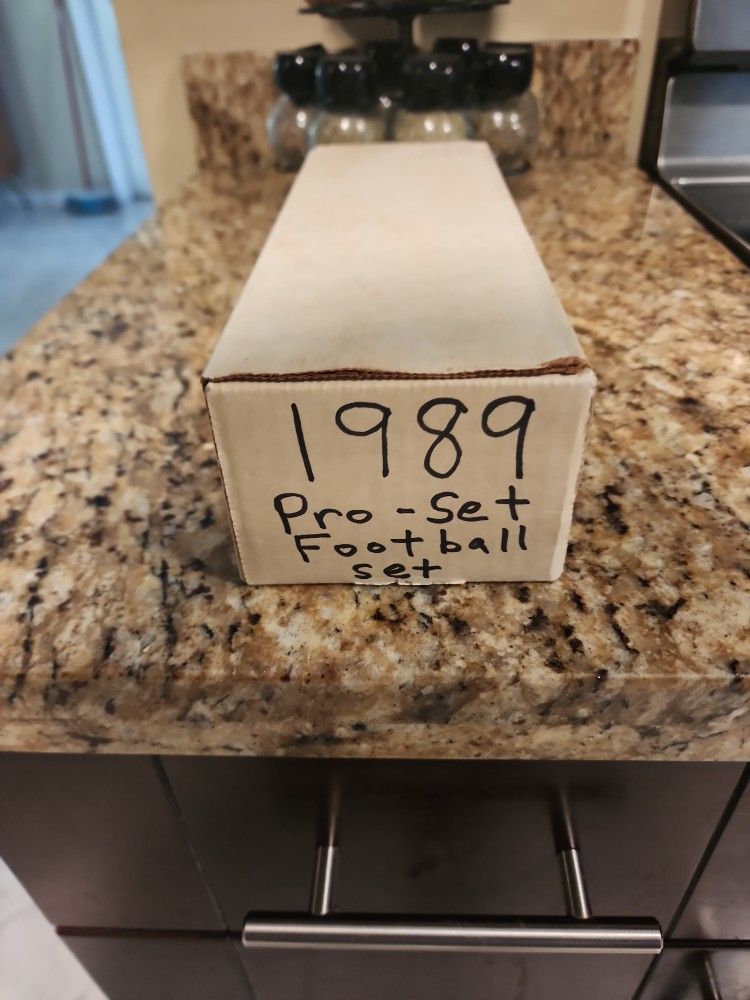 1989
Pro-Set
Football
set